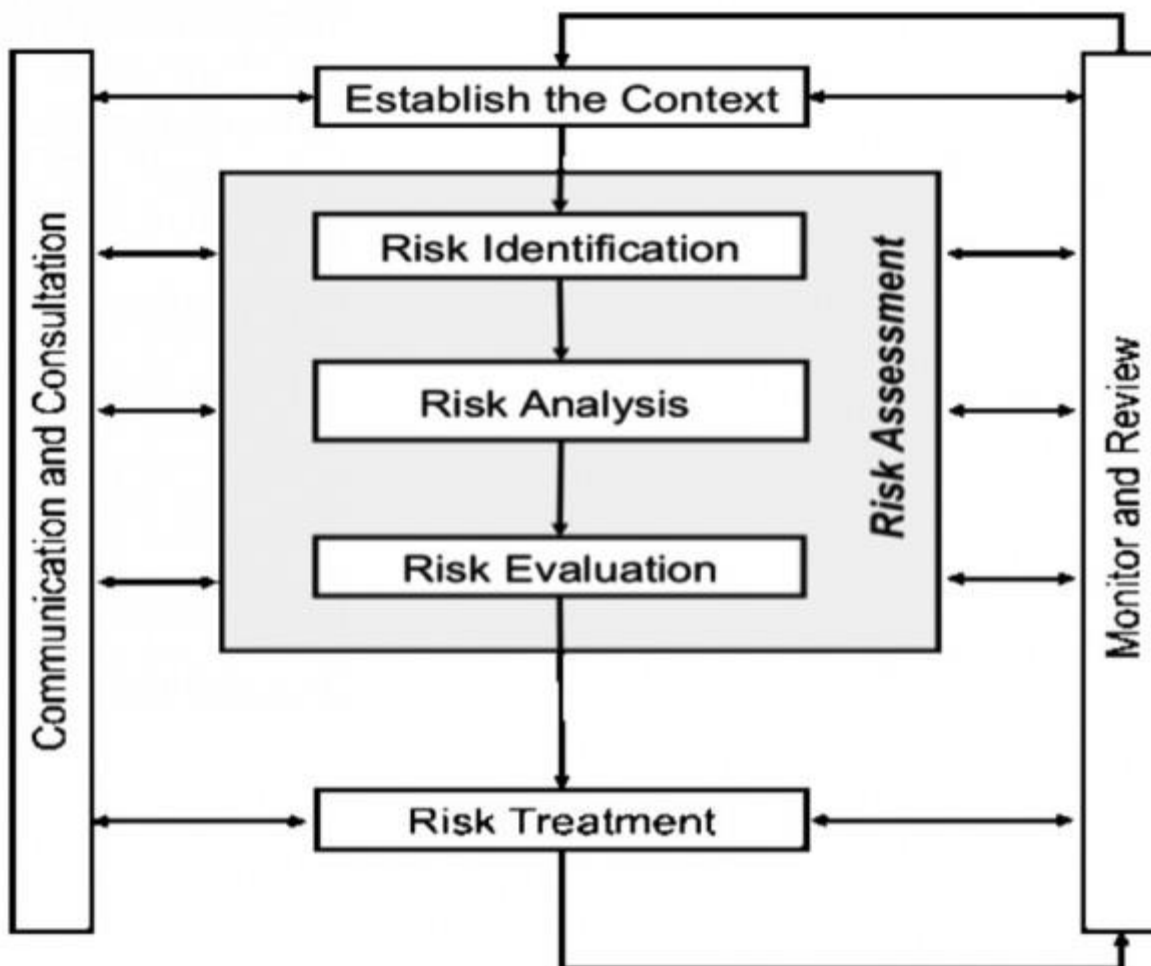 Establish the Context
Communication and Consultation
Risk Identification
Risk Analysis
Risk Evaluation
Risk Assessment
Monitor and Review
Risk Treatment